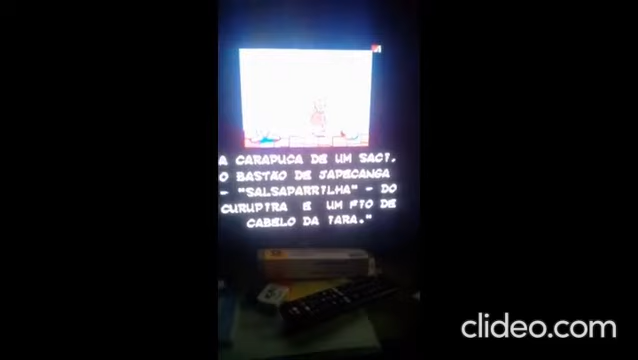 A CARAPUÇA DE UM SACI,
O BASTÃO DE JAPECANGA
- "SALSAPARRILHA" - DO
CURUPIRA E UM FIO DE
CABELO DA IARA."
clideo.com